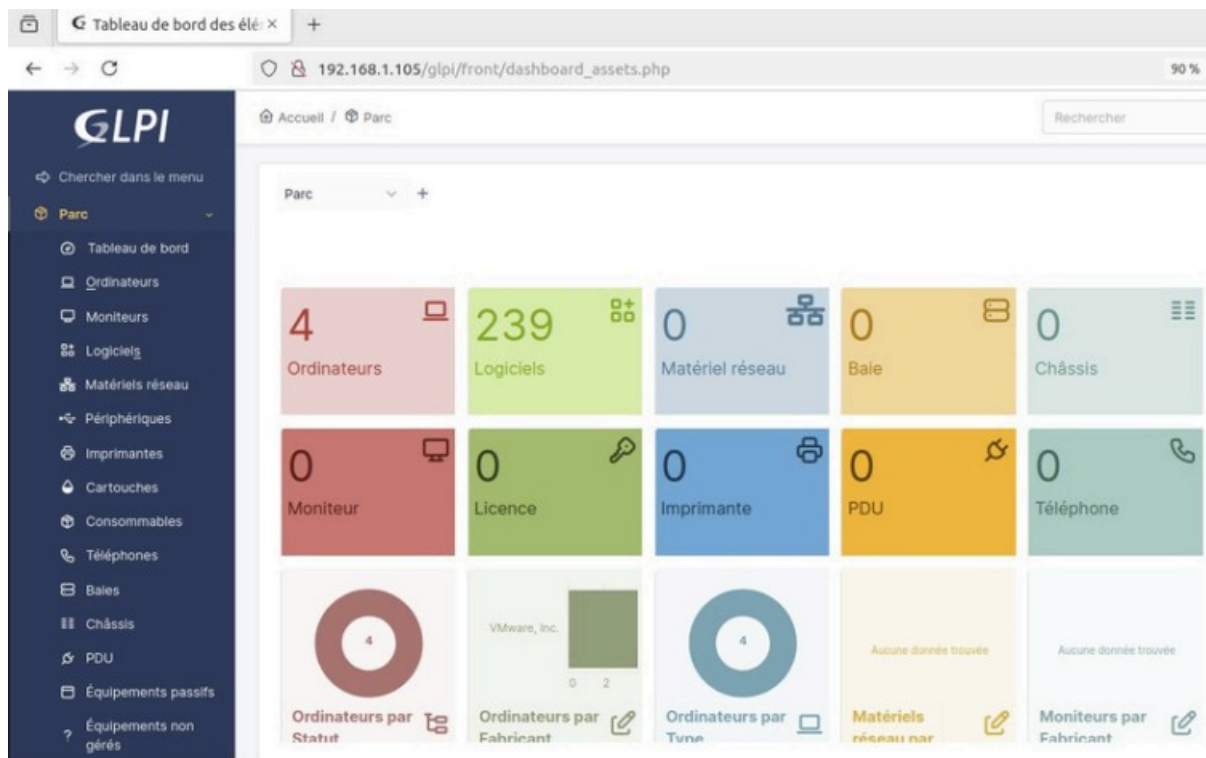 Tableau de bord des élé
192.168.1.105/glpi/front/dashboard_assets.php
90 %
GLPI
Accueil / Parc
Rechercher
Chercher dans le menu
Parc
Tableau de bord
Ordinateurs
Moniteurs
Logiciels
Matériels réseau
Périphériques
Imprimantes
Cartouches
Consommables
Téléphones
Baies
Châssis
PDU
Équipements passifs
Équipements non
gérés
Parc
4
Ordinateurs
239
Logiciels
0
Matériel réseau
0
Baie
0
Châssis
0
Moniteur
0
Licence
0
Imprimante
0
PDU
0
Téléphone
4
Ordinateurs par
Statut
VMware, Inc.
0 2
Ordinateurs par
Fabricant
4
Ordinateurs par
Type
Aucune donnée trouvée
Matériels
réseau par
Aucune donnée trouvée
Moniteurs par
Fabricant